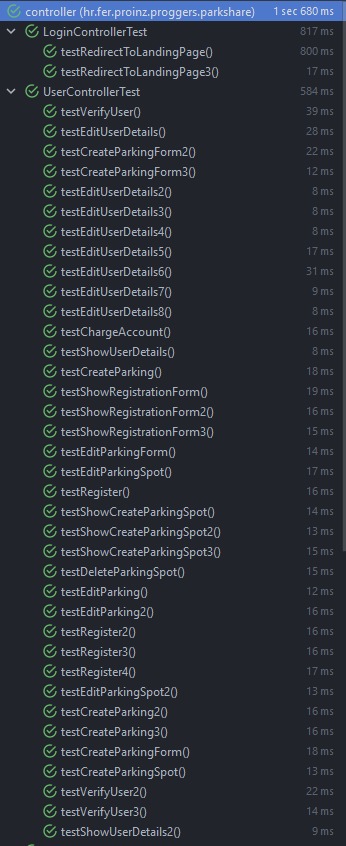 controller (hr.fer.proinz.proggers.parkshare) 1 sec 680 ms
LoginControllerTest 817 ms
testRedirectToLandingPage() 800 ms
testRedirectToLandingPage3() 17 ms
UserControllerTest 584 ms
testVerifyUser() 39 ms
testEditUserDetails() 28 ms
testCreateParkingForm2() 22 ms
testCreateParkingForm3() 12 ms
testEditUserDetails2() 8 ms
testEditUserDetails3() 8 ms
testEditUserDetails4() 8 ms
testEditUserDetails5() 17 ms
testEditUserDetails6() 31 ms
testEditUserDetails7() 9 ms
testEditUserDetails8() 8 ms
testChargeAccount() 16 ms
testShowUserDetails() 8 ms
testCreateParking() 18 ms
testShowRegistrationForm() 19 ms
testShowRegistrationForm2() 16 ms
testShowRegistrationForm3() 15 ms
testEditParkingForm() 14 ms
testEditParkingSpot() 17 ms
testRegister() 16 ms
testShowCreateParkingSpot() 14 ms
testShowCreateParkingSpot2() 13 ms
testShowCreateParkingSpot3() 15 ms
testDeleteParkingSpot() 15 ms
testEditParking() 12 ms
testEditParking2() 16 ms
testRegister2() 16 ms
testRegister3() 16 ms
testRegister4() 17 ms
testEditParkingSpot2() 13 ms
testCreateParking2() 16 ms
testCreateParking3() 16 ms
testCreateParkingForm() 18 ms
testCreateParkingSpot() 13 ms
testVerifyUser2() 22 ms
testVerifyUser3() 14 ms
testShowUserDetails2() 9 ms